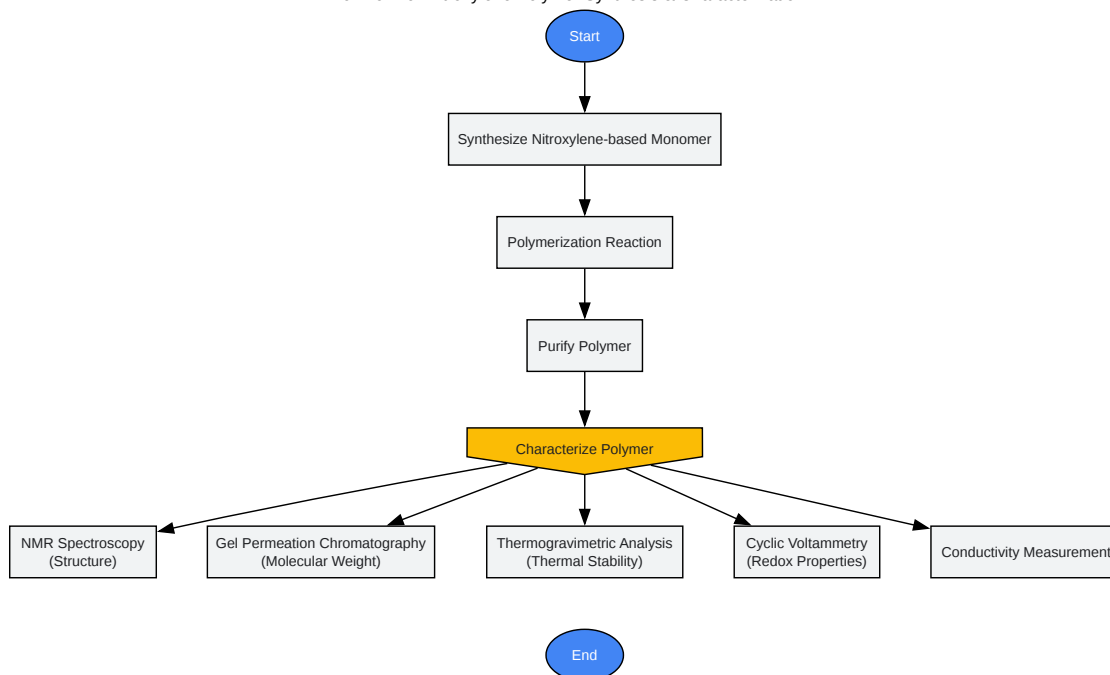 Start
Synthesize Nitroxylene-based Monomer
Polymerization Reaction
Purify Polymer
Characterize Polymer
NMR Spectroscopy
(Structure)
Gel Permeation Chromatography
(Molecular Weight)
Thermogravimetric Analysis
(Thermal Stability)
Cyclic Voltammetry
(Redox Properties)
Conductivity Measurement
End